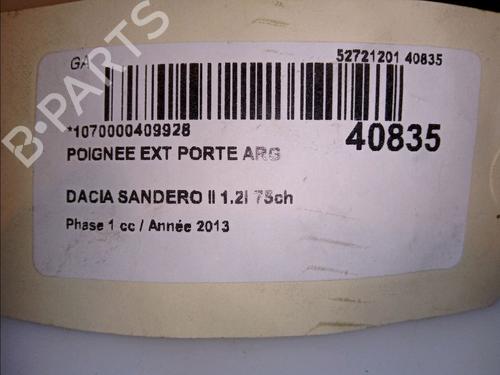 GA
52721201 40835
*1070000409928
40835
POIGNEE EXT PORTE ARG
DACIA SANDERO II 1.2I 75ch
Phase 1 cc / Année 2013
B-PARTS